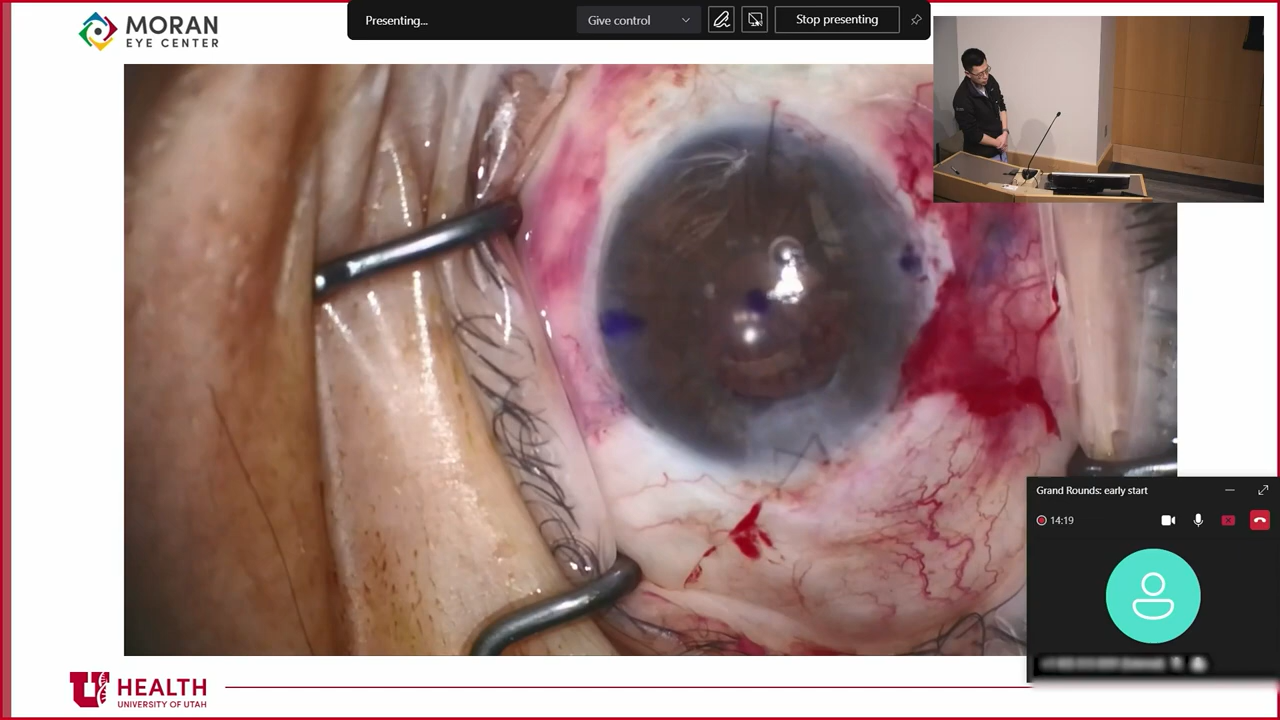 MORAN
EYE CENTER
Presenting...
Give control
Stop presenting
Grand Rounds: early start
14:19
HEALTH
UNIVERSITY OF UTAH